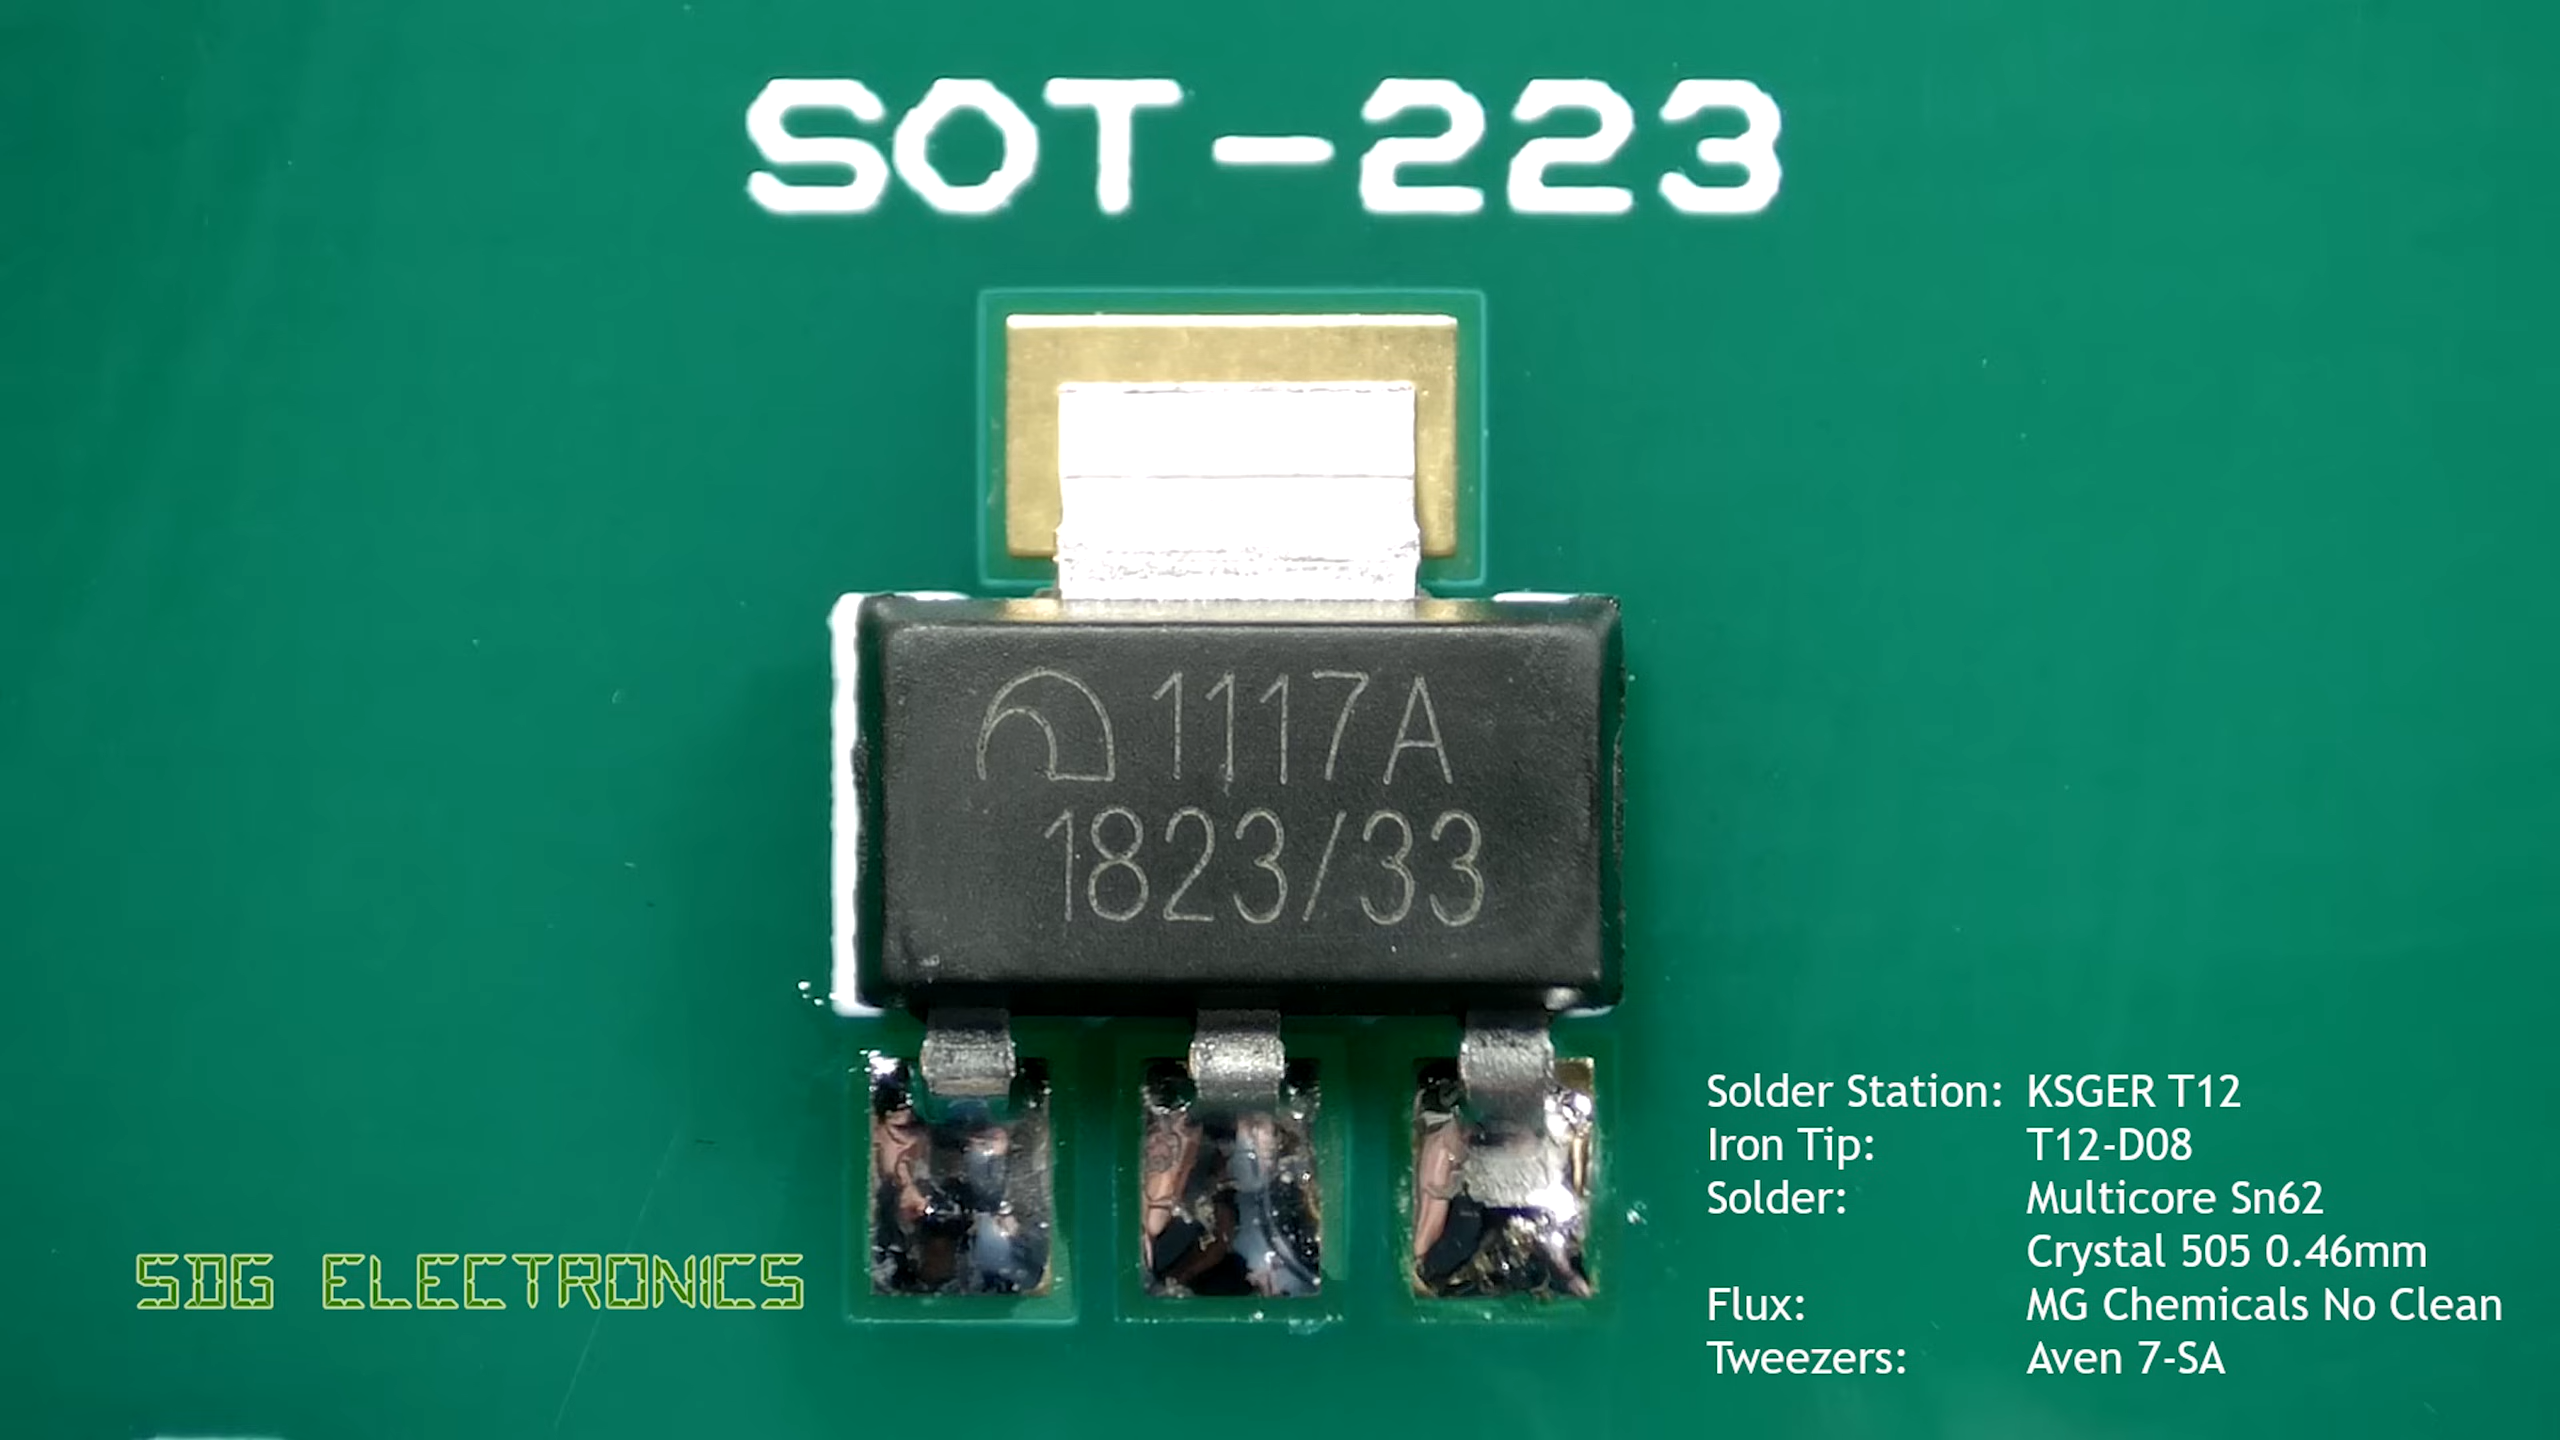 SOT-223
1117A
1823/33
Solder Station: KSGER T12
Iron Tip: T12-D08
Solder: Multicore Sn62
Crystal 505 0.46mm
Flux: MG Chemicals No Clean
Tweezers: Aven 7-SA
SDG ELECTRONICS